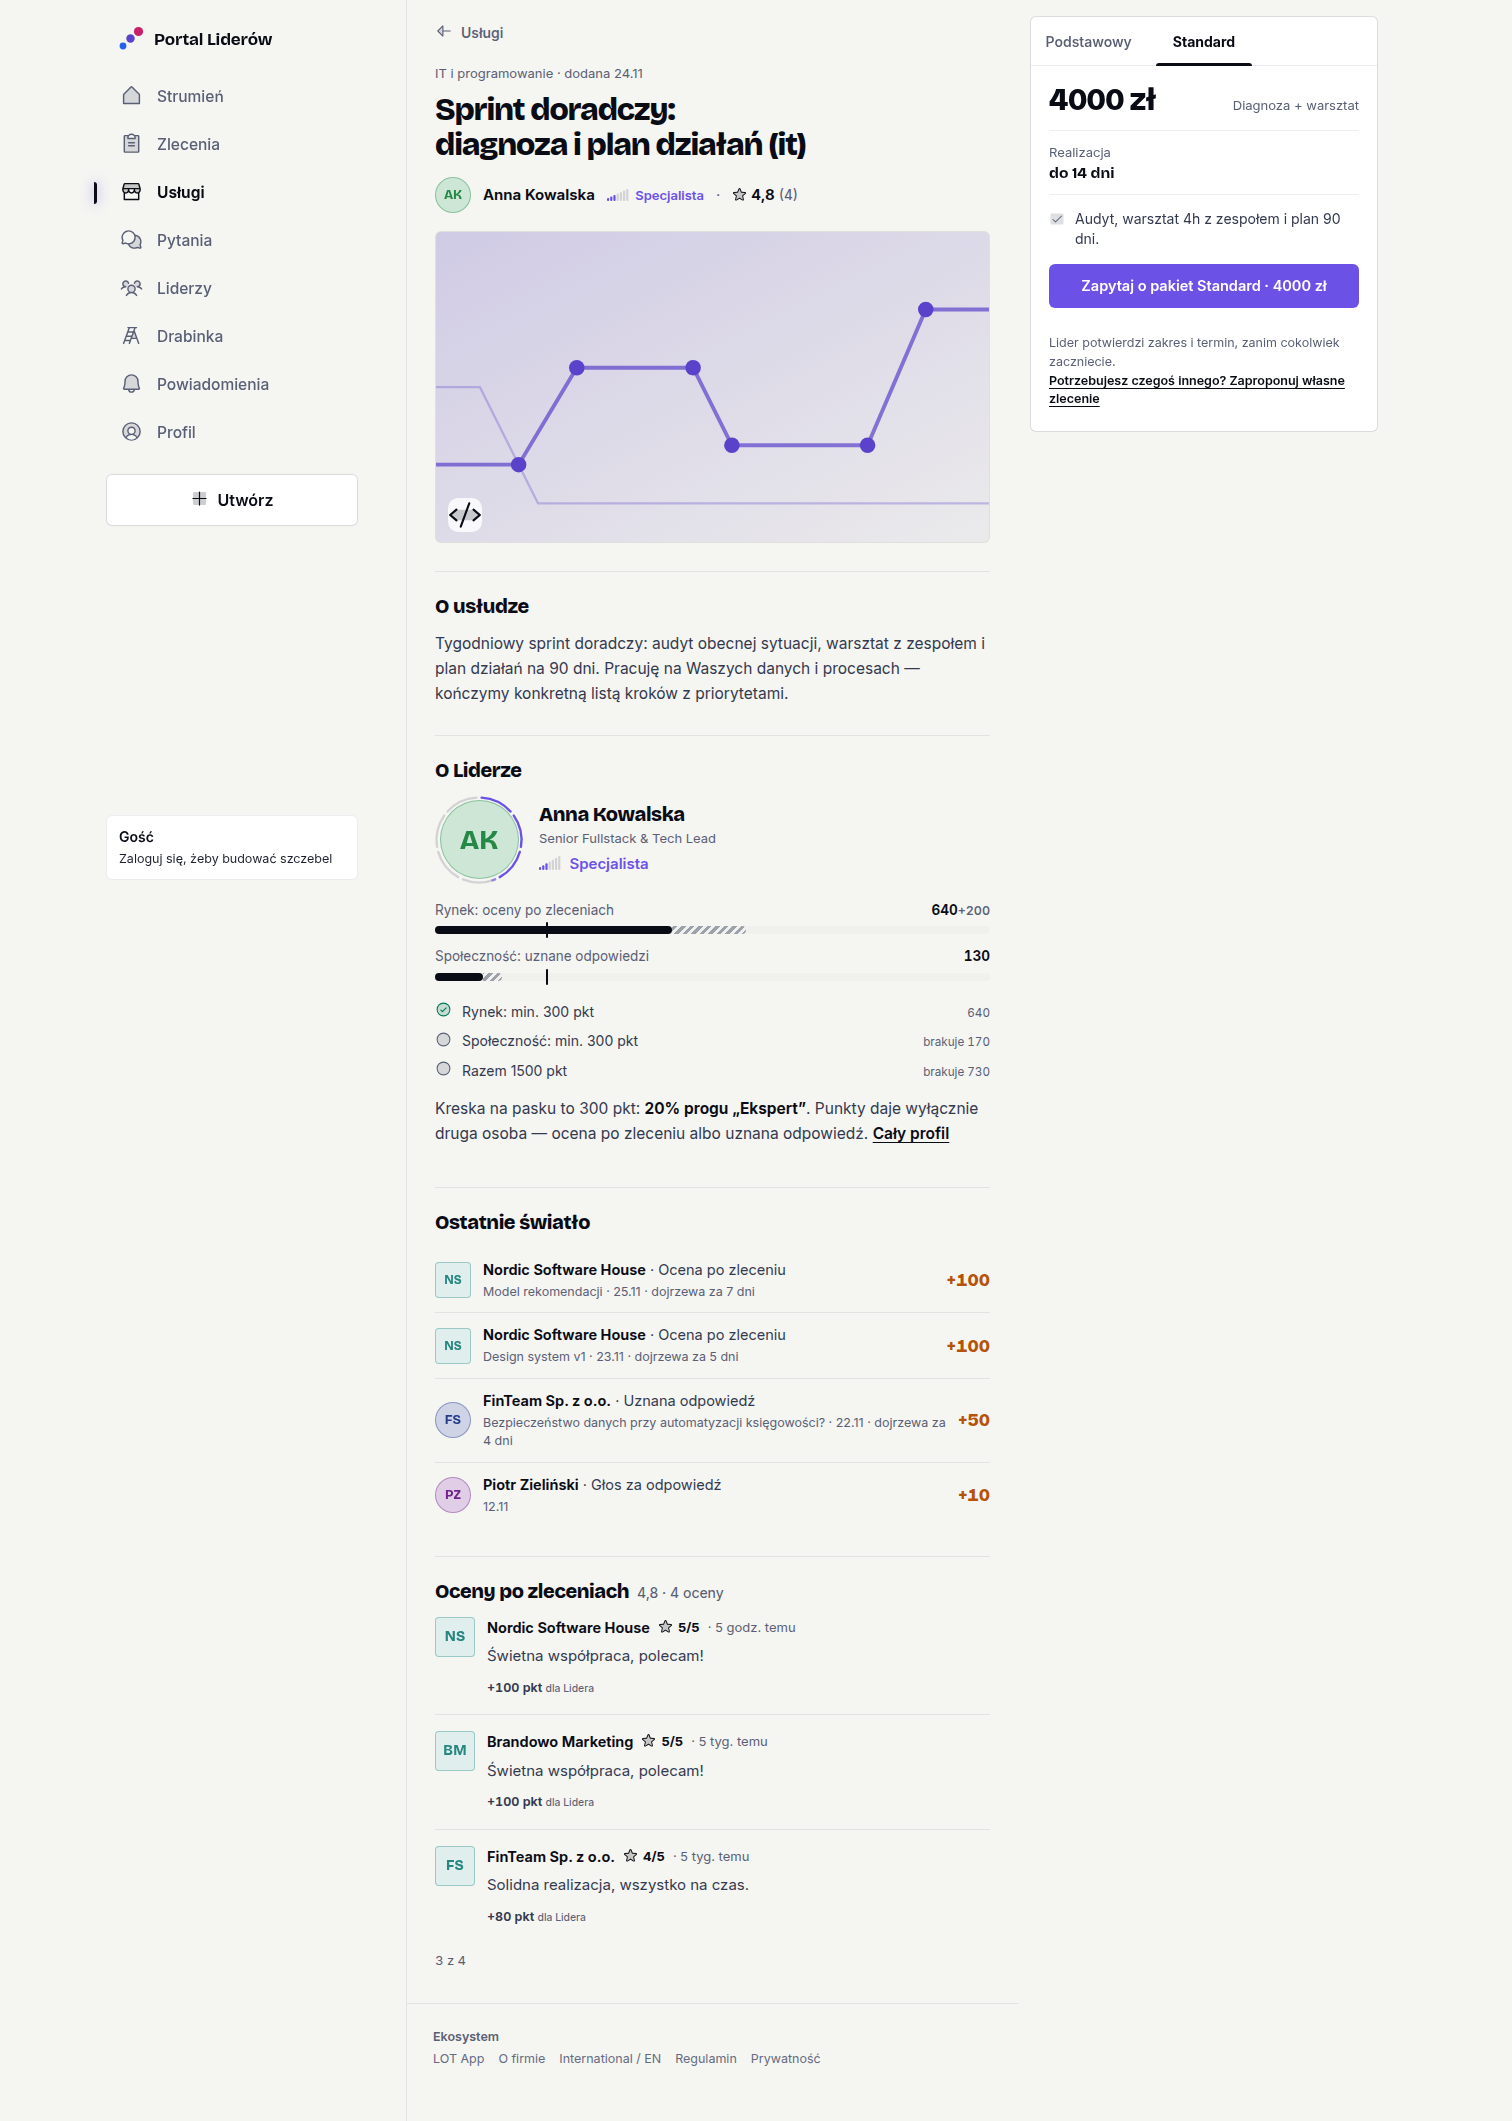 Portal Liderów
Strumień
Zlecenia
Usługi
Pytania
Liderzy
Drabinka
Powiadomienia
Profil
Utwórz
Gość
Zaloguj się, żeby budować szczebel
Usługi
IT i programowanie · dodana 24.11
Sprint doradczy:
diagnoza i plan działań (it)
AK Anna Kowalska Specjalista · 4,8 (4)
</>
O usłudze
Tygodniowy sprint doradczy: audyt obecnej sytuacji, warsztat z zespołem i
plan działań na 90 dni. Pracuję na Waszych danych i procesach —
kończymy konkretną listą kroków z priorytetami.
O Liderze
AK
Anna Kowalska
Senior Fullstack & Tech Lead
Specjalista
Rynek: oceny po zleceniach 640+200
Społeczność: uznane odpowiedzi 130
Rynek: min. 300 pkt 640
Społeczność: min. 300 pkt brakuje 170
Razem 1500 pkt brakuje 730
Kreska na pasku to 300 pkt: 20% progu „Ekspert”. Punkty daje wyłącznie
druga osoba — ocena po zleceniu albo uznana odpowiedź. Cały profil
Ostatnie światło
NS Nordic Software House · Ocena po zleceniu +100
Model rekomendacji · 25.11 · dojrzewa za 7 dni
NS Nordic Software House · Ocena po zleceniu +100
Design system v1 · 23.11 · dojrzewa za 5 dni
FS FinTeam Sp. z o.o. · Uznana odpowiedź +50
Bezpieczeństwo danych przy automatyzacji księgowości? · 22.11 · dojrzewa za
4 dni
PZ Piotr Zieliński · Głos za odpowiedź +10
12.11
Oceny po zleceniach 4,8 · 4 oceny
NS Nordic Software House 5/5 · 5 godz. temu
Świetna współpraca, polecam!
+100 pkt dla Lidera
BM Brandowo Marketing 5/5 · 5 tyg. temu
Świetna współpraca, polecam!
+100 pkt dla Lidera
FS FinTeam Sp. z o.o. 4/5 · 5 tyg. temu
Solidna realizacja, wszystko na czas.
+80 pkt dla Lidera
3 z 4
Ekosystem
LOT App O firmie International / EN Regulamin Prywatność
Podstawowy Standard
4000 zł Diagnoza + warsztat
Realizacja
do 14 dni
Audyt, warsztat 4h z zespołem i plan 90
dni.
Zapytaj o pakiet Standard · 4000 zł
Lider potwierdzi zakres i termin, zanim cokolwiek
zaczniecie.
Potrzebujesz czegoś innego? Zaproponuj własne
zlecenie